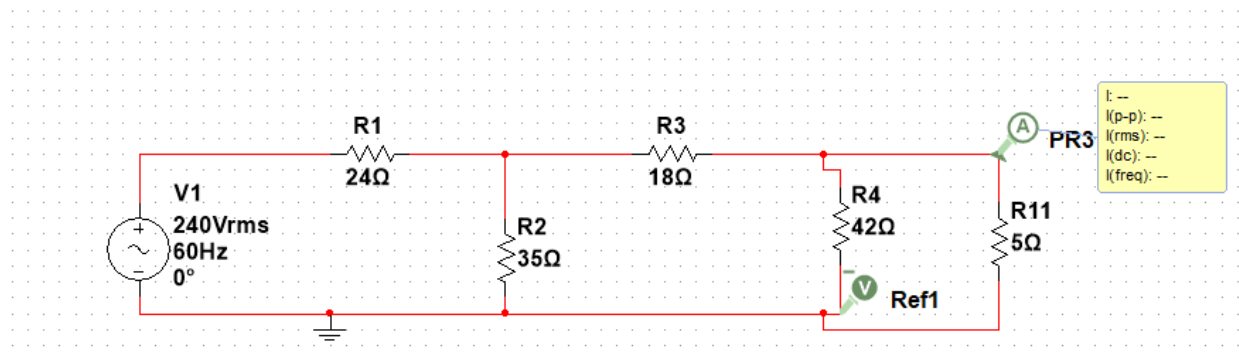 R1
24Ω
R3
18Ω
V1
240Vrms
60Hz
0°
+
R2
35Ω
R4
42Ω
R11
5Ω
V
Ref1
A
PR3
I: --
I(p-p): --
I(rms): --
I(dc): --
I(freq): --